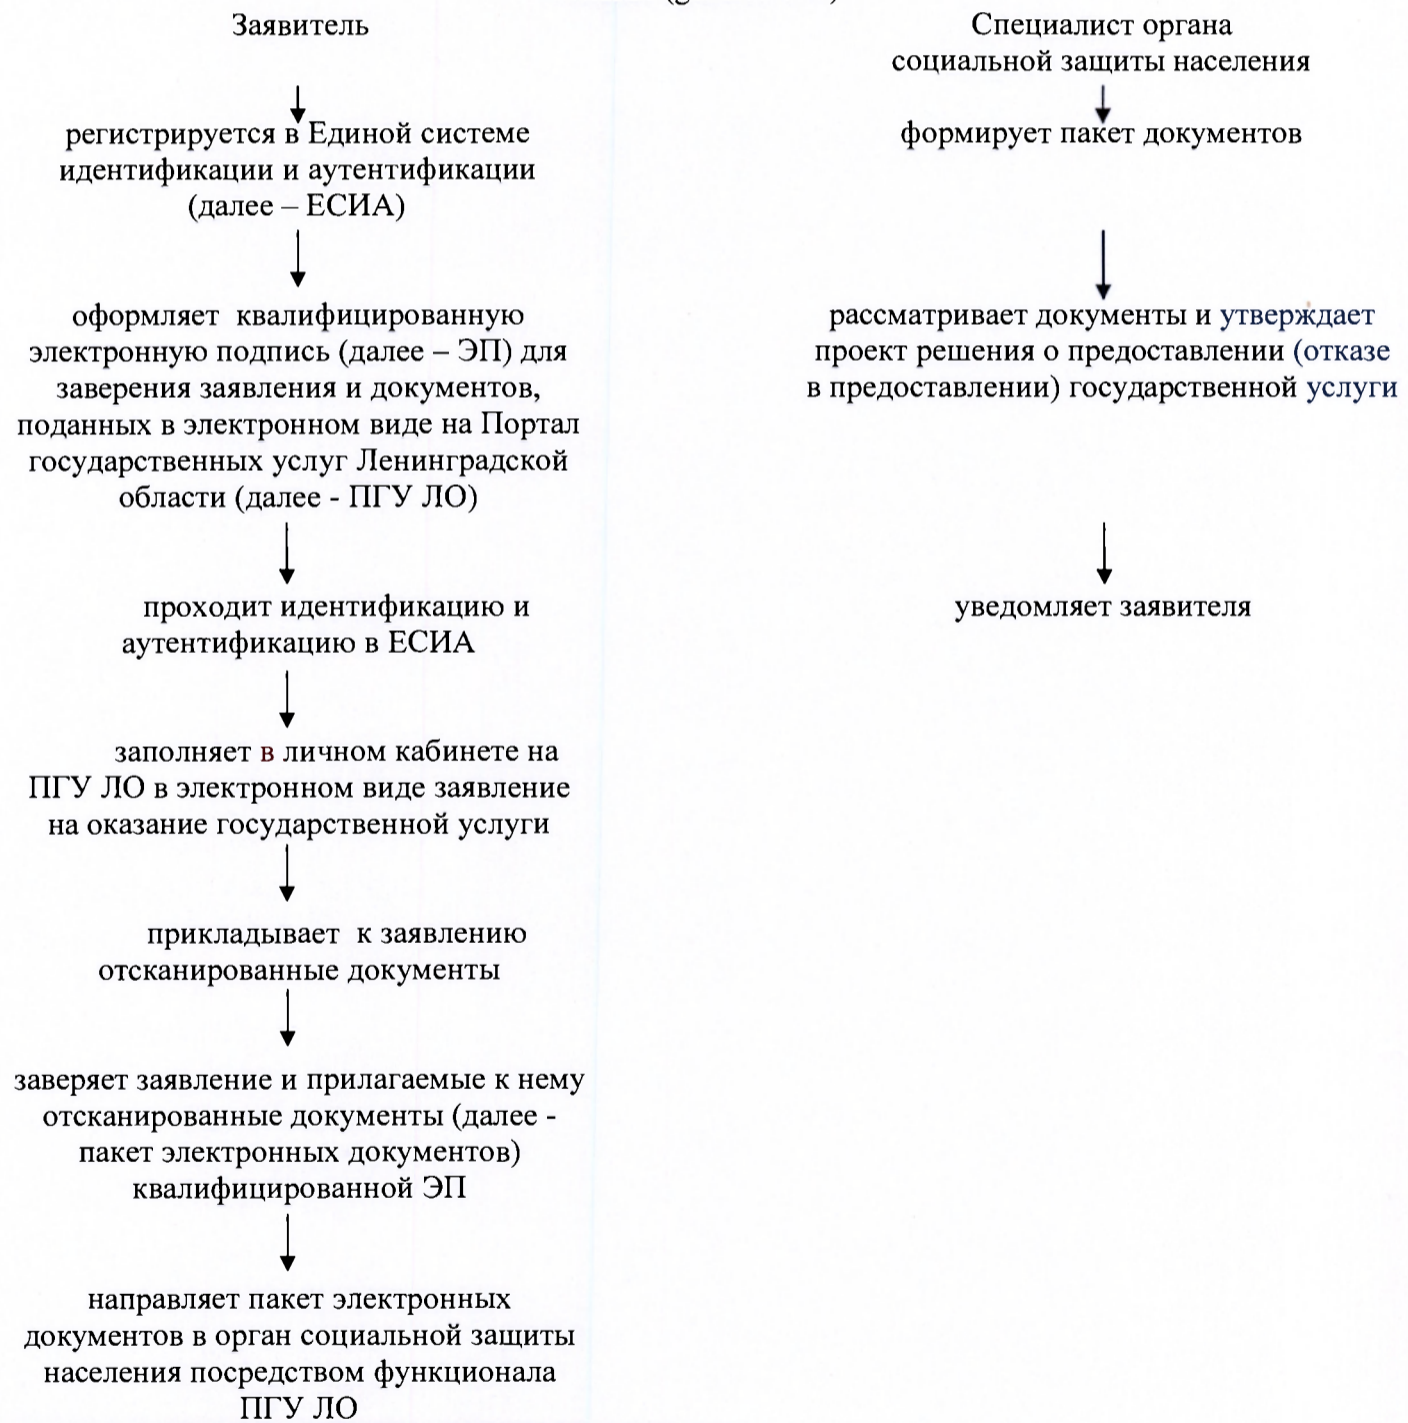 Заявитель
регистрируется в Единой системе
идентификации и аутентификации
(далее – ЕСИА)
оформляет квалифицированную
электронную подпись (далее – ЭП) для
заверения заявления и документов,
поданных в электронном виде на Портал
государственных услуг Ленинградской
области (далее - ПГУ ЛО)
проходит идентификацию и
аутентификацию в ЕСИА
заполняет в личном кабинете на
ПГУ ЛО в электронном виде заявление
на оказание государственной услуги
прикладывает к заявлению
отсканированные документы
заверяет заявление и прилагаемые к нему
отсканированные документы (далее -
пакет электронных документов)
квалифицированной ЭП
направляет пакет электронных
документов в орган социальной защиты
населения посредством функционала
ПГУ ЛО
Специалист органа
социальной защиты населения
формирует пакет документов
рассматривает документы и утверждает
проект решения о предоставлении (отказе
в предоставлении) государственной услуги
уведомляет заявителя